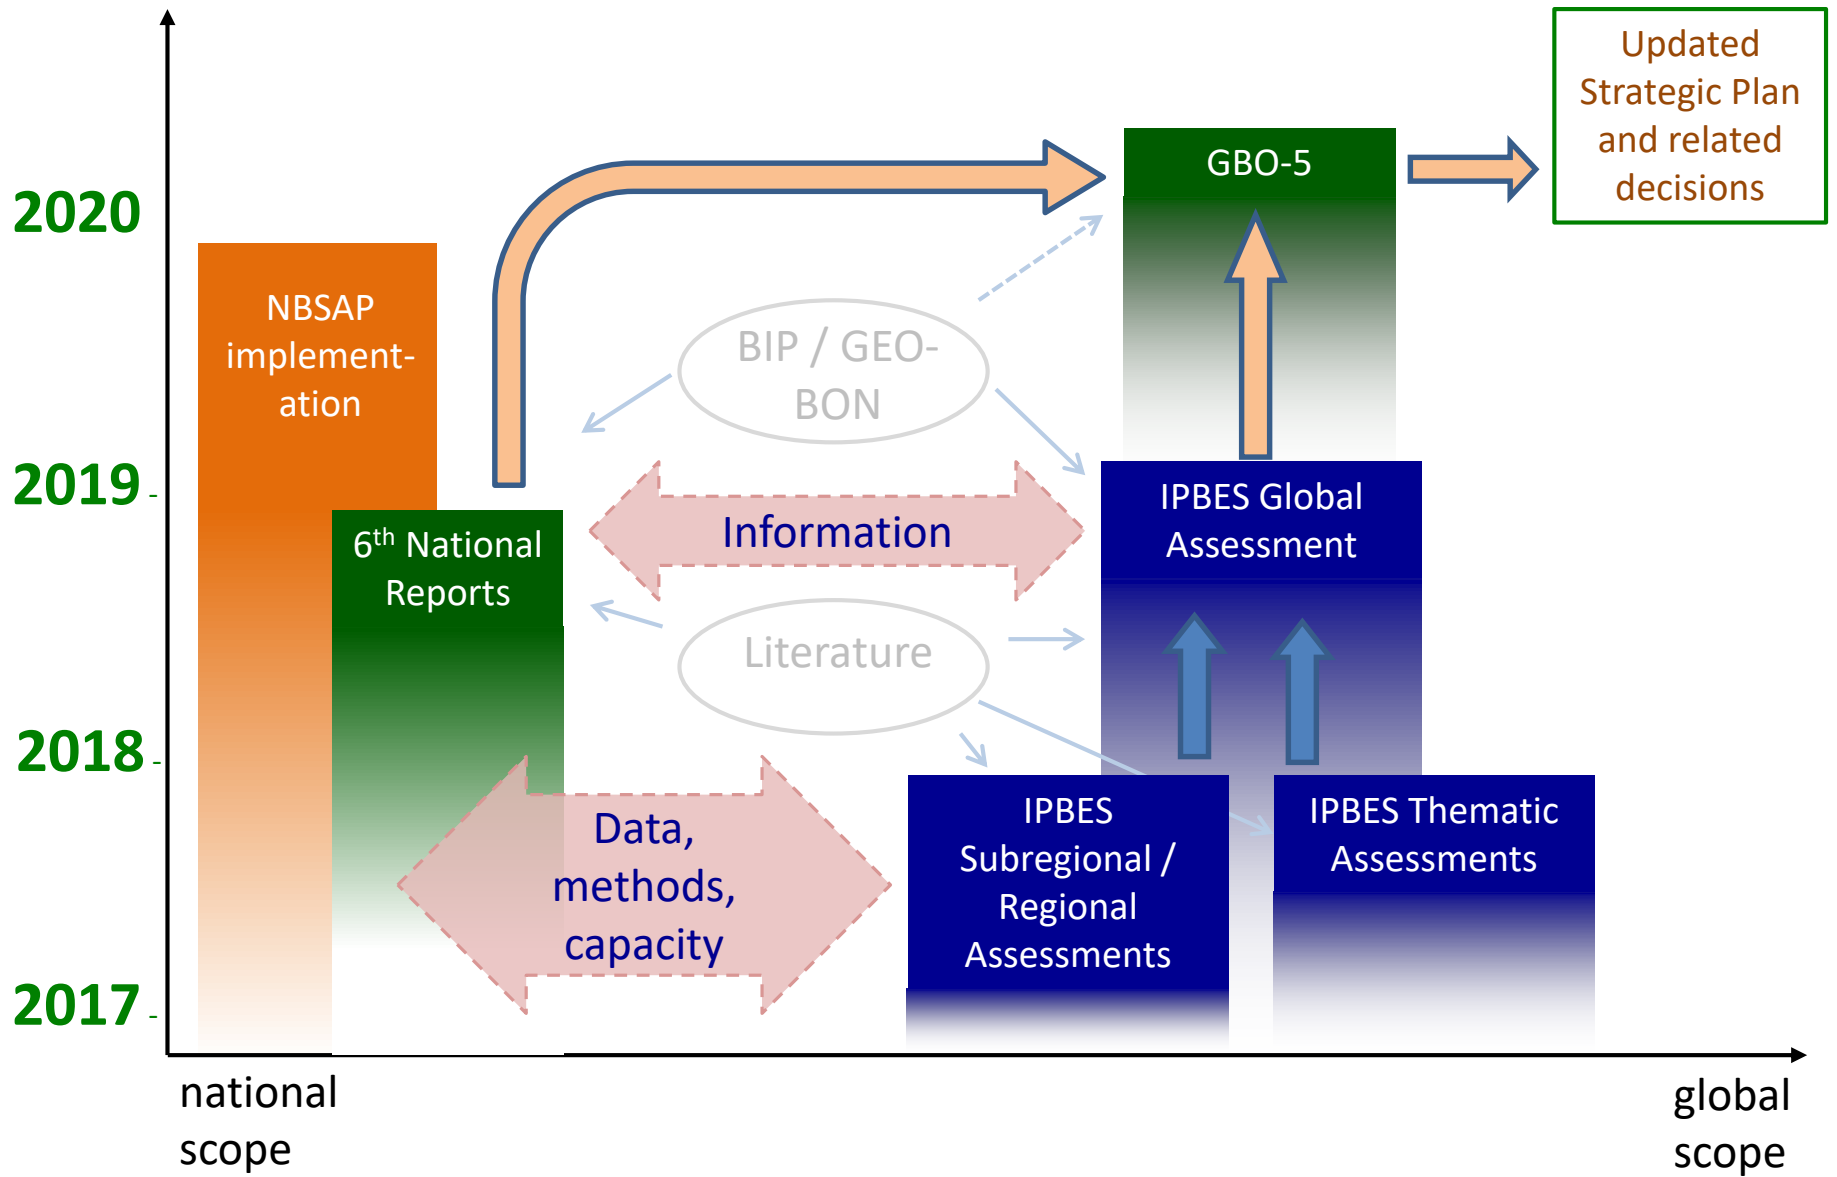 Updated
Strategic Plan
and related
decisions
GBO-5
2020
NBSAP
implement-
ation
BIP / GEO-
BON
2019
Information
IPBES Global
Assessment
6th National
Reports
Literature
2018
Data,
methods,
capacity
IPBES
Subregional /
Regional
Assessments
IPBES Thematic
Assessments
2017
national
scope
global
scope